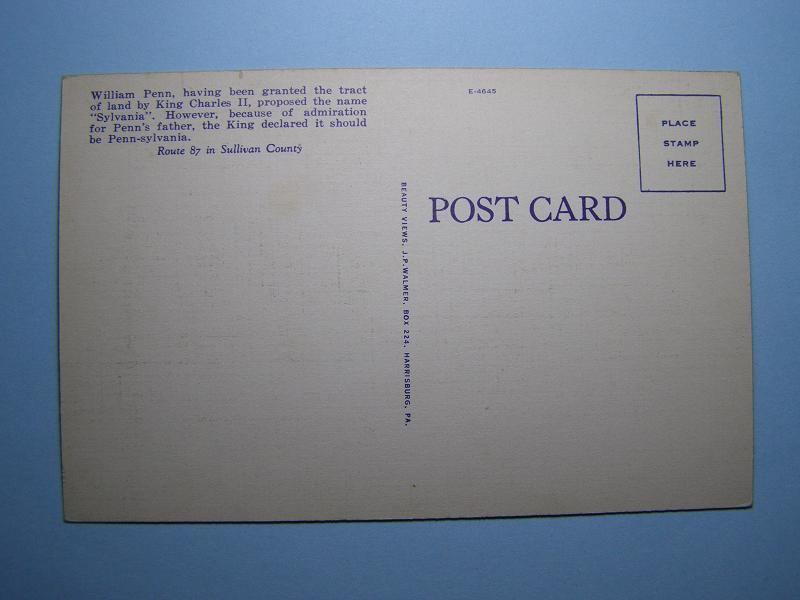 William Penn, having been granted the tract
of land by King Charles II, proposed the name
"Sylvania". However, because of admiration
for Penn's father, the King declared it should
be Penn-sylvania.
Route 87 in Sullivan County
E-4645
PLACE
STAMP
HERE
POST CARD
BEAUTY VIEWS, J.P. WALMER, BOX 224, HARRISBURG, PA.